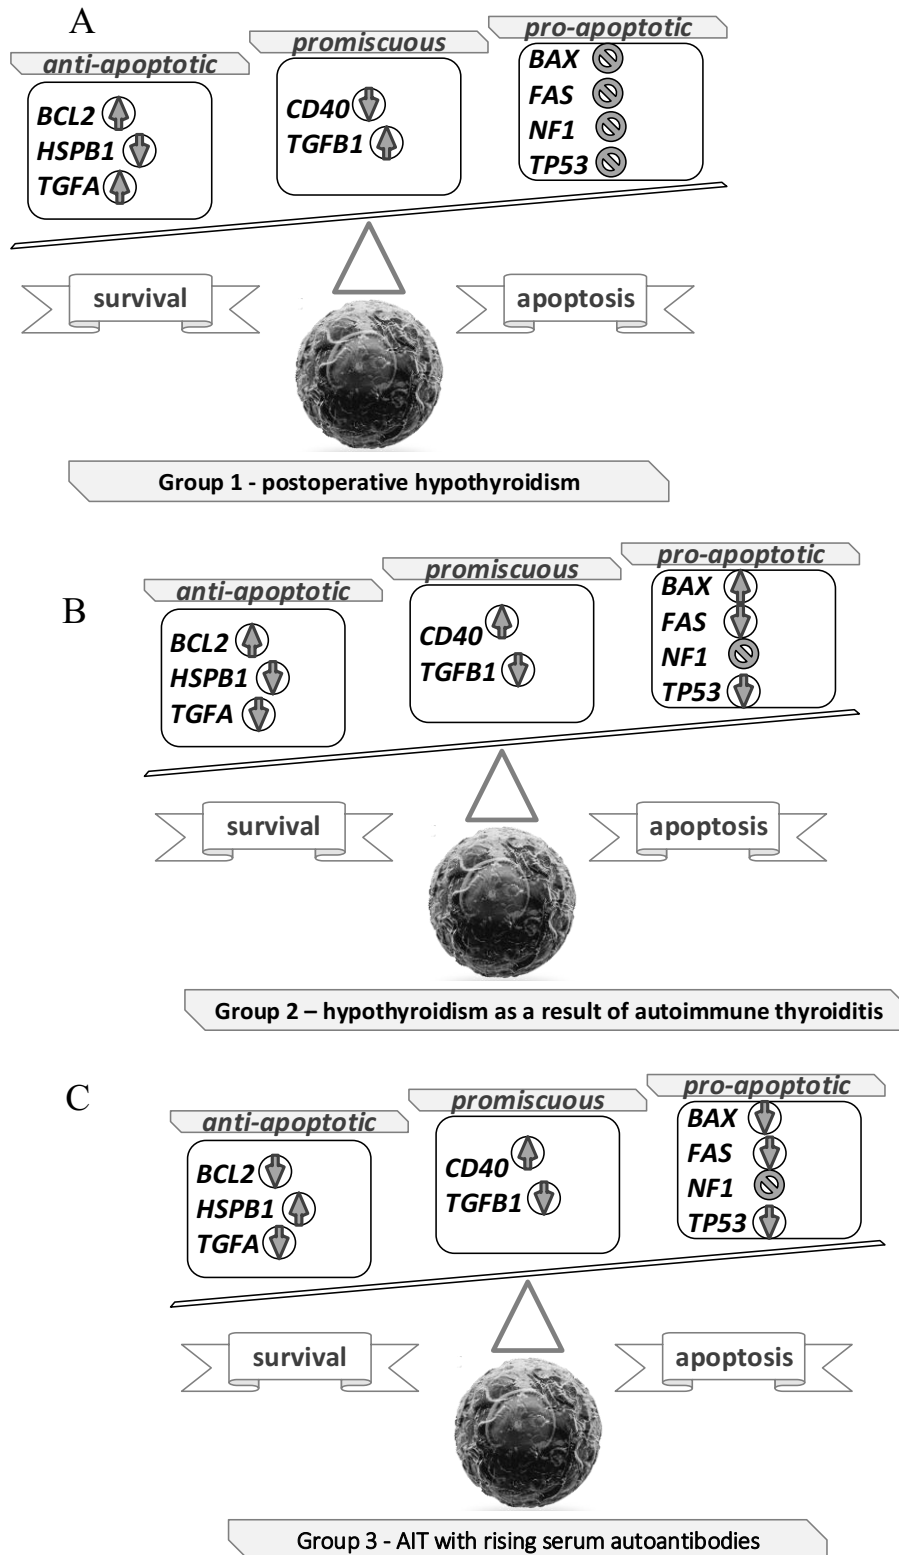 A
anti-apoptotic
BCL2
HSPB1
TGFA
promiscuous
CD40
TGFB1
pro-apoptotic
BAX
FAS
NF1
TP53
survival
apoptosis
Group 1 - postoperative hypothyroidism
B
anti-apoptotic
BCL2
HSPB1
TGFA
promiscuous
CD40
TGFB1
pro-apoptotic
BAX
FAS
NF1
TP53
survival
apoptosis
Group 2 – hypothyroidism as a result of autoimmune thyroiditis
C
anti-apoptotic
BCL2
HSPB1
TGFA
promiscuous
CD40
TGFB1
pro-apoptotic
BAX
FAS
NF1
TP53
survival
apoptosis
Group 3 - AIT with rising serum autoantibodies